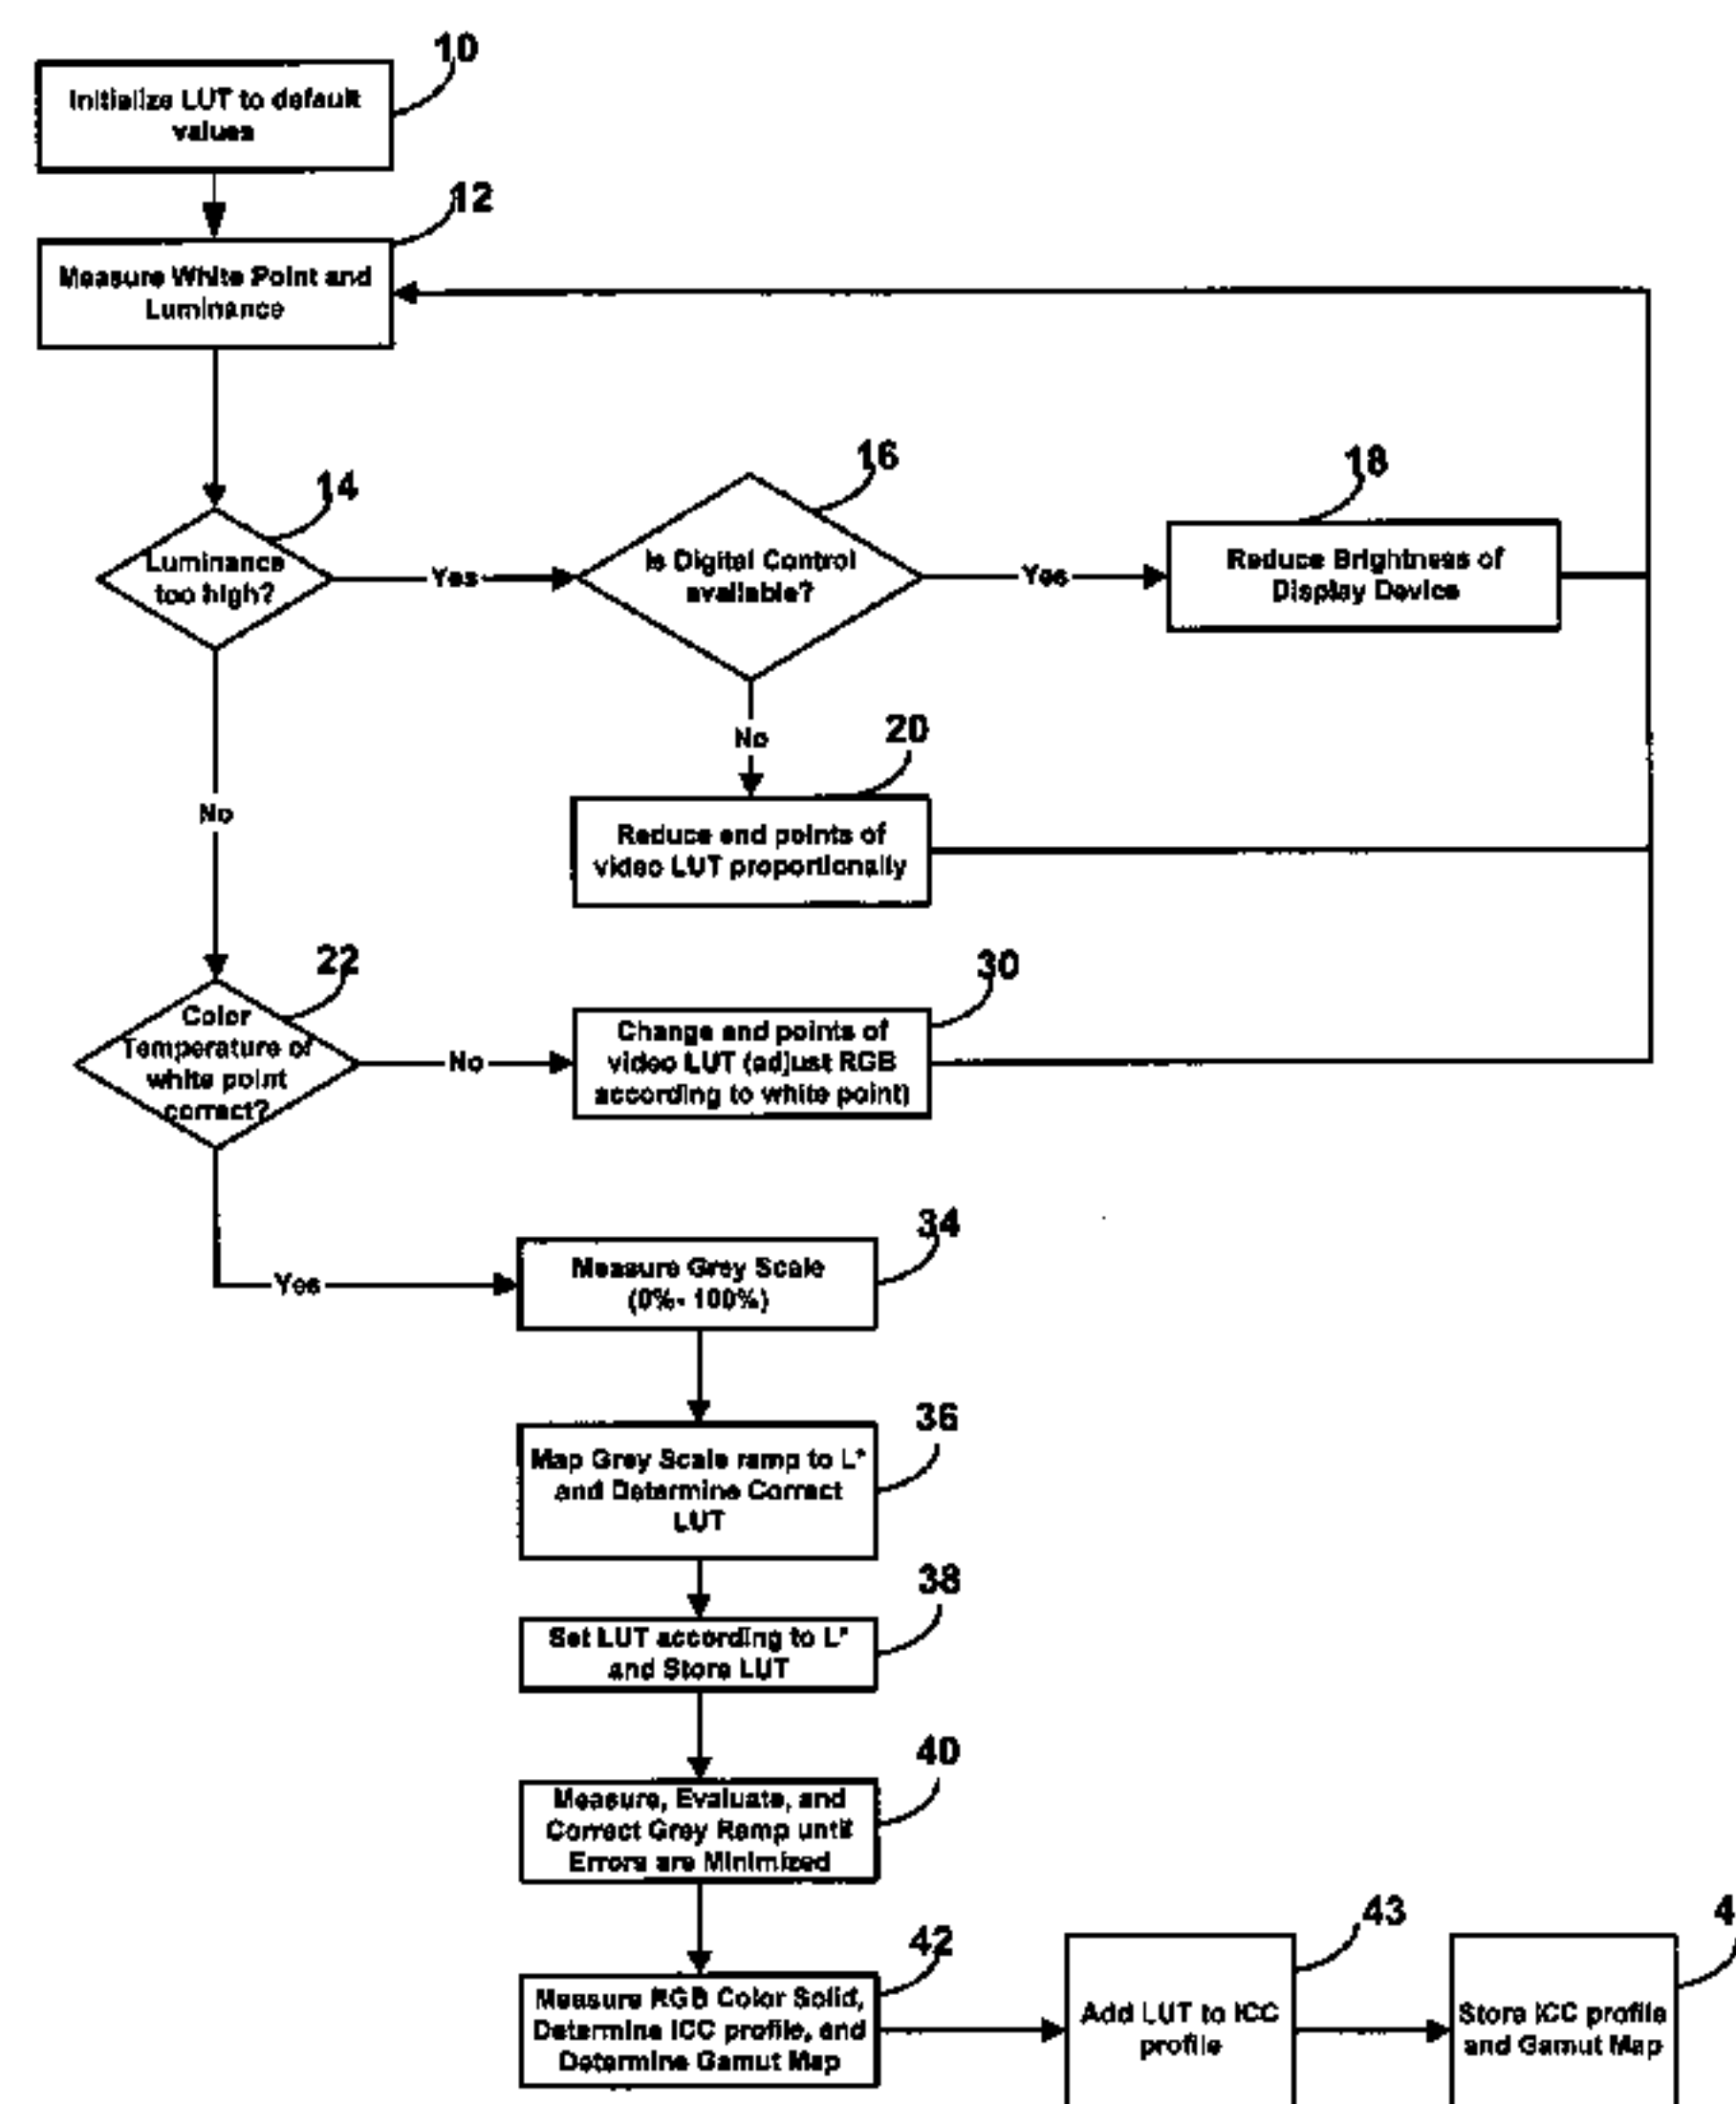 10
Initialize LUT to default
values
12
Measure White Point and
Luminance
14
Luminance
too high?
Yes
16
Is Digital Control
available?
Yes
18
Reduce Brightness of
Display Device
No
20
Reduce end points of
video LUT proportionally
No
22
Color
Temperature of
white point
correct?
No
30
Change end points of
video LUT (adjust RGB
according to white point)
Yes
34
Measure Grey Scale
(0%- 100%)
36
Map Grey Scale ramp to L*
and Determine Correct
LUT
38
Set LUT according to L*
and Store LUT
40
Measure, Evaluate, and
Correct Grey Ramp until
Errors are Minimized
42
Measure RGB Color Solid,
Determine ICC profile, and
Determine Gamut Map
43
Add LUT to ICC
profile
Store ICC profile
and Gamut Map